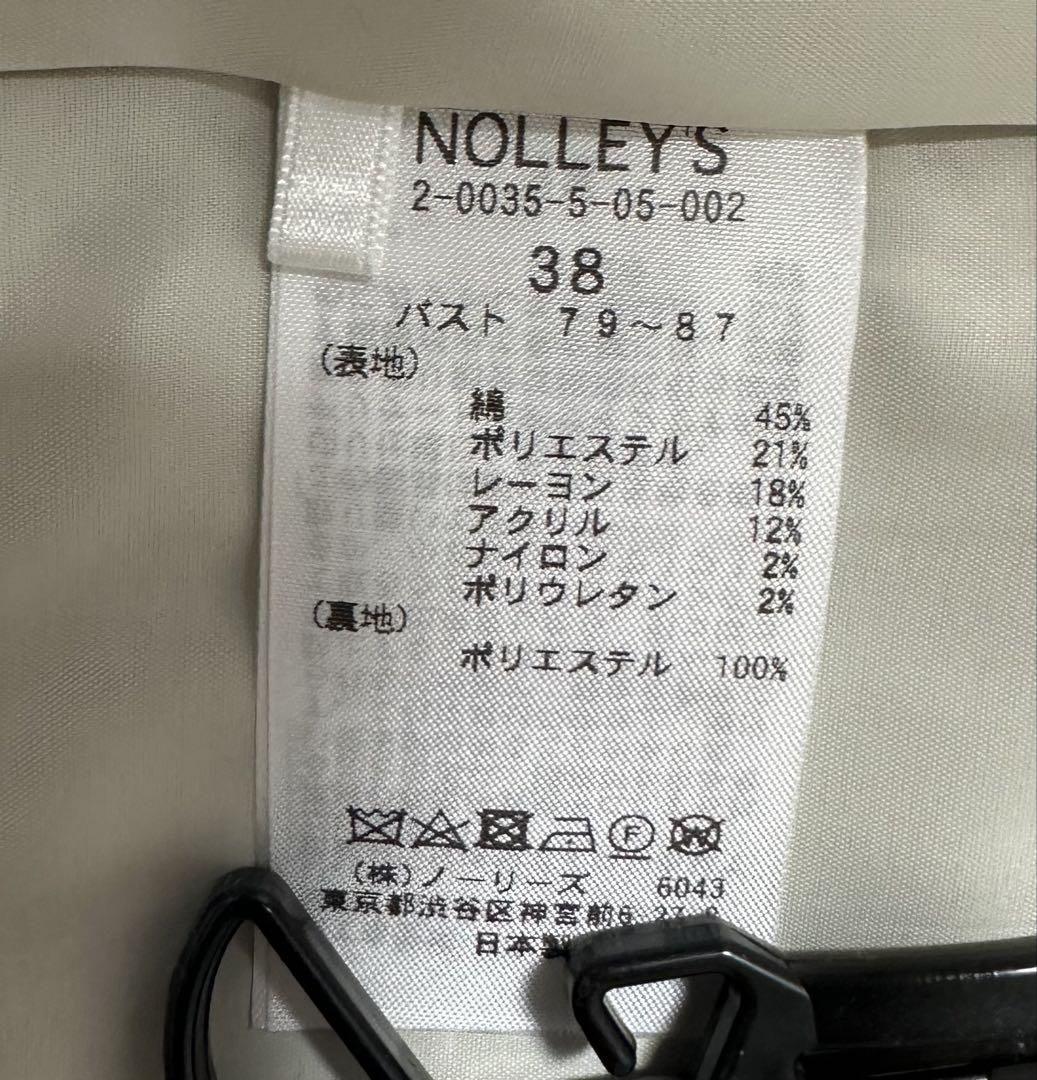 NOLLEY'S
2-0035-5-05-002
38
バスト 79～87
(表地)
綿 45%
ポリエステル 21%
レーヨン 18%
アクリル 12%
ナイロン 2%
ポリウレタン 2%
(裏地)
ポリエステル 100%
F W
(株)ノーリーズ 6043
東京都渋谷区神宮前6
日本製